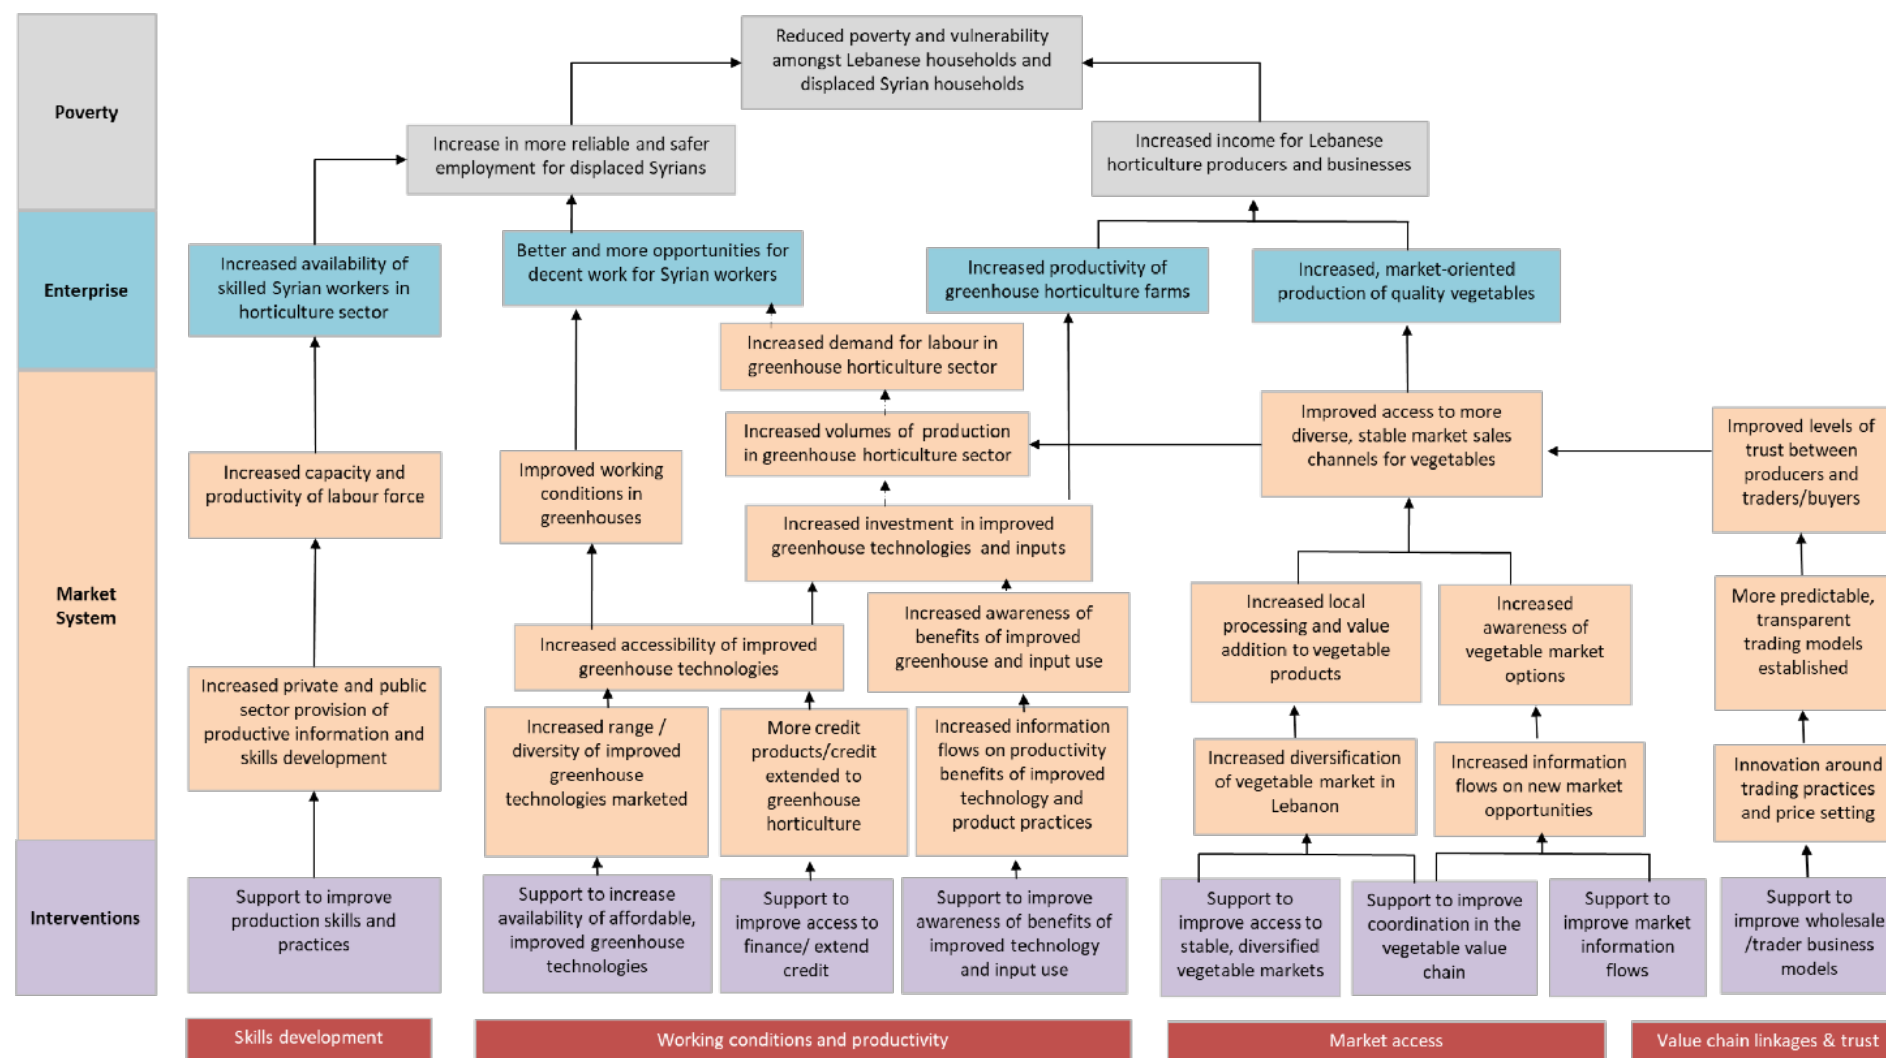 Poverty
Enterprise
Market
System
Interventions
Reduced poverty and vulnerability
amongst Lebanese households and
displaced Syrian households
Increase in more reliable and safer
employment for displaced Syrians
Increased income for Lebanese
horticulture producers and businesses
Increased availability of
skilled Syrian workers in
horticulture sector
Better and more opportunities for
decent work for Syrian workers
Increased productivity of
greenhouse horticulture farms
Increased, market-oriented
production of quality vegetables
Increased demand for labour in
greenhouse horticulture sector
Increased volumes of production
in greenhouse horticulture sector
Improved access to more
diverse, stable market sales
channels for vegetables
Improved levels of
trust between
producers and
traders/buyers
Increased capacity and
productivity of labour force
Improved working
conditions in
greenhouses
Increased investment in improved
greenhouse technologies and inputs
Increased accessibility of improved
greenhouse technologies
Increased awareness of
benefits of improved
greenhouse and input use
Increased local
processing and value
addition to vegetable
products
Increased
awareness of
vegetable market
options
More predictable,
transparent
trading models
established
Increased private and public
sector provision of
productive information and
skills development
Increased range /
diversity of improved
greenhouse
technologies marketed
More credit
products/credit
extended to
greenhouse
horticulture
Increased information
flows on productivity
benefits of improved
technology and
product practices
Increased diversification
of vegetable market in
Lebanon
Increased information
flows on new market
opportunities
Innovation around
trading practices
and price setting
Support to improve
production skills and
practices
Support to increase
availability of affordable,
improved greenhouse
technologies
Support to
improve access to
finance/ extend
credit
Support to improve
awareness of benefits of
improved technology
and input use
Support to
improve access to
stable, diversified
vegetable markets
Support to improve
coordination in the
vegetable value
chain
Support to
improve market
information
flows
Support to
improve wholesale
/trader business
models
Skills development
Working conditions and productivity
Market access
Value chain linkages & trust